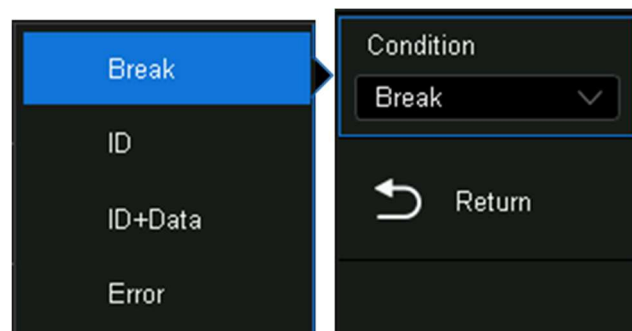 Break
ID
ID+Data
Error
Condition
Break
Return